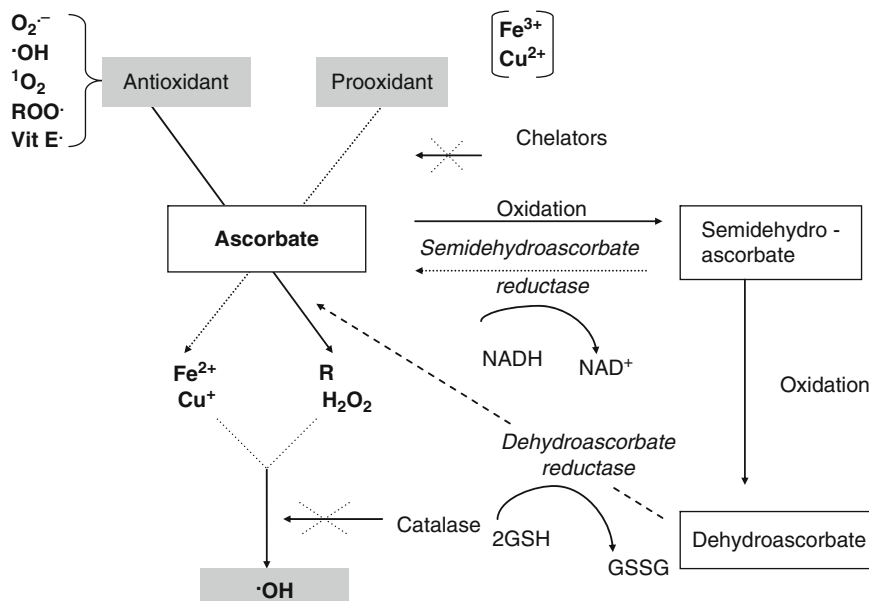 O₂·⁻
·OH
¹O₂
ROO·
Vit E·
Antioxidant
Prooxidant
Fe³⁺
Cu²⁺
Chelators
Ascorbate
Oxidation
Semidehydroascorbate
reductase
Semidehydro -
ascorbate
NADH
NAD⁺
Fe²⁺
Cu⁺
R
H₂O₂
Oxidation
Dehydroascorbate
reductase
Catalase
2GSH
GSSG
Dehydroascorbate
·OH